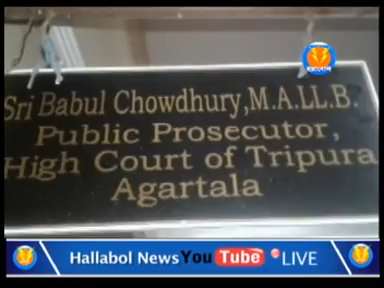 Sri Babul Chowdhury,M.A.LL.B.
Public Prosecutor,
High Court of Tripura
Agartala
Hallabol News YouTube LIVE